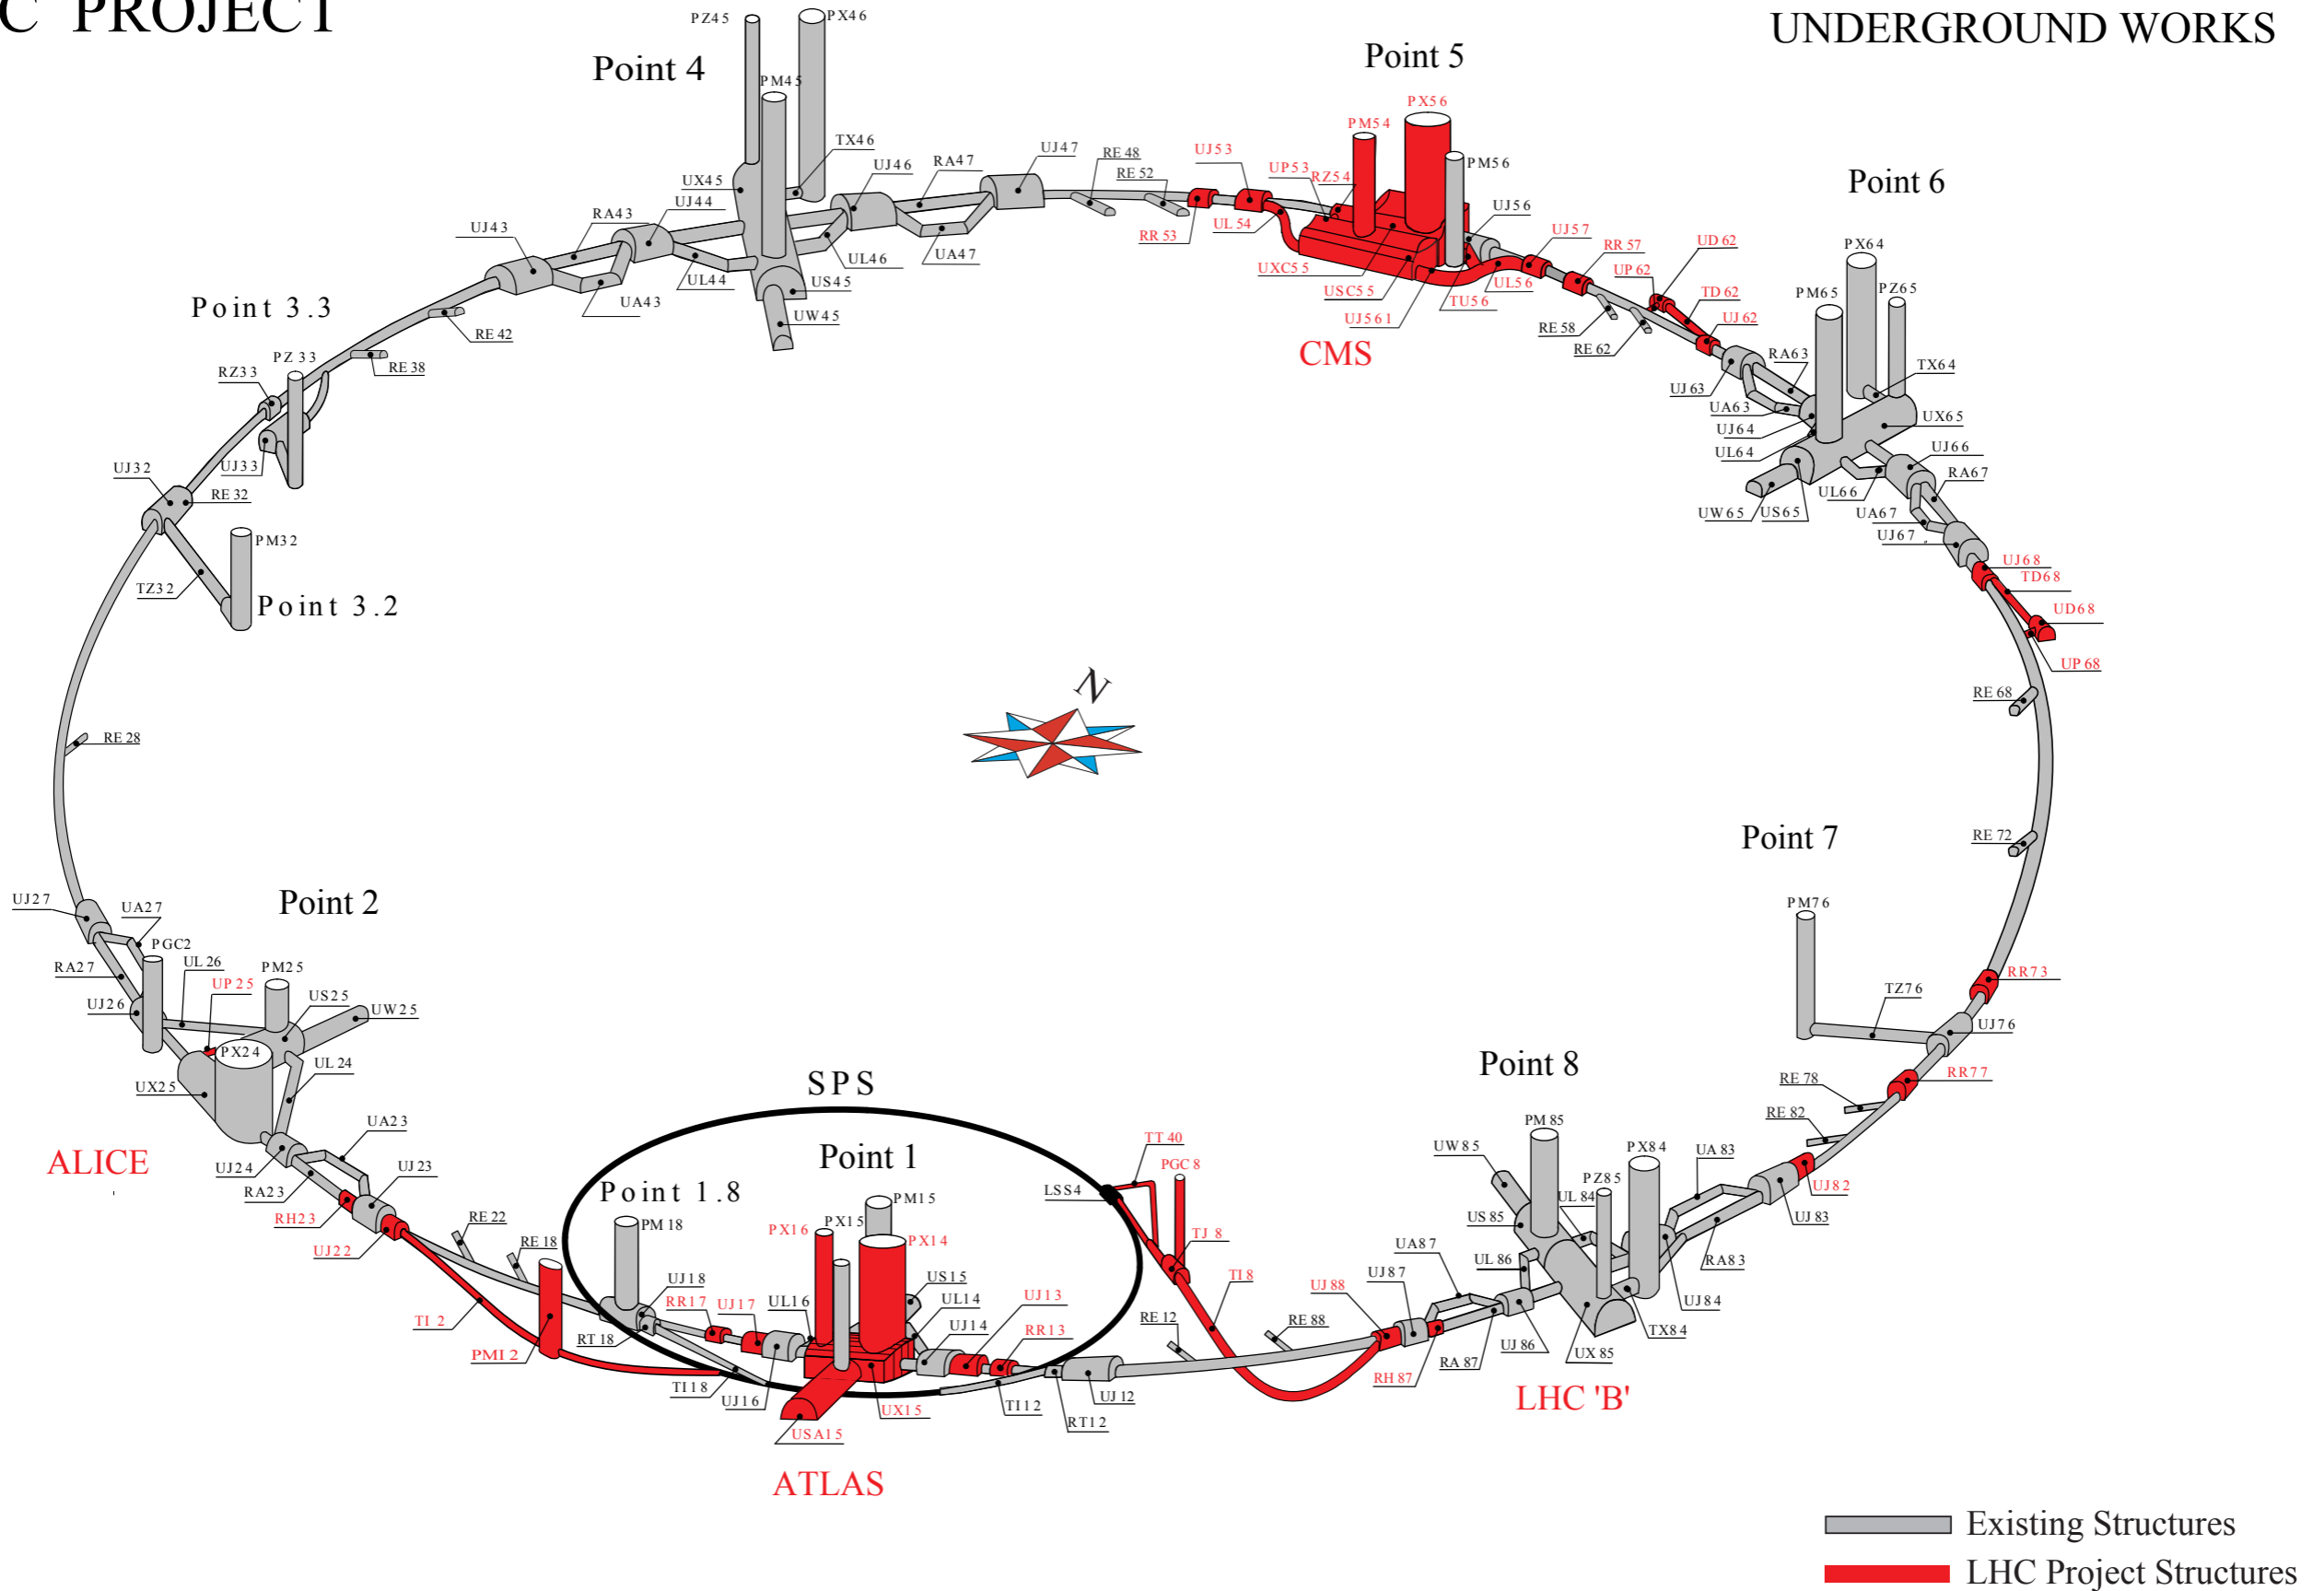 C PROJECT
UNDERGROUND WORKS
Point 4
PZ45
PX46
PM45
TX46
UX45
UJ44
UJ46
RA47
UJ47
RE 48
RE 52
RA43
UJ43
UA43
UL44
UL46
UA47
US45
UW45
Point 5
PX56
PM54
PM56
UJ53
UP53
RZ54
RR 53
UL 54
UJ56
UJ57
RR 57
UXC55
USC55
UJ561
TU56
UL56
CMS
UD 62
UP 62
TD 62
UJ 62
RE 58
RE 62
Point 6
PX64
PM65
PZ65
RA63
TX64
UJ 63
UA63
UJ64
UL64
UX65
UJ66
RA67
UL66
UW65
US65
UA67
UJ67
UJ68
TD68
UD68
UP 68
RE 68
Point 3.3
PZ 33
RZ33
RE 42
RE 38
UJ33
UJ32
RE 32
PM32
TZ32
Point 3.2
N
RE 28
RE 72
Point 7
PM76
RR73
TZ76
UJ76
RR77
RE 78
RE 82
UJ27
UA27
Point 2
PGC2
UL 26
PM25
RA27
UP 25
US25
UJ26
UW25
PX24
UL 24
UX25
UA23
ALICE
UJ24
UJ 23
RA23
RH23
UJ22
RE 22
RE 18
TI 2
PMI 2
SPS
Point 1
Point 1.8
PM 18
PX16
PX15
PM15
PX14
UJ18
RR17
UJ17
UL16
US15
UL14
UJ13
UJ14
RR13
RT 18
TI 18
UJ16
UX15
USA15
TI 12
RT12
UJ 12
ATLAS
TT 40
PGC 8
LSS4
TJ 8
TI 8
RE 12
RE 88
Point 8
PM 85
UW 85
PX84
PZ85
UA 83
UL 84
US 85
UJ82
UJ 83
RA83
UA87
UL 86
UJ 88
UJ87
UJ84
TX84
UX 85
UJ 86
RA 87
RH 87
LHC 'B'
Existing Structures
LHC Project Structures